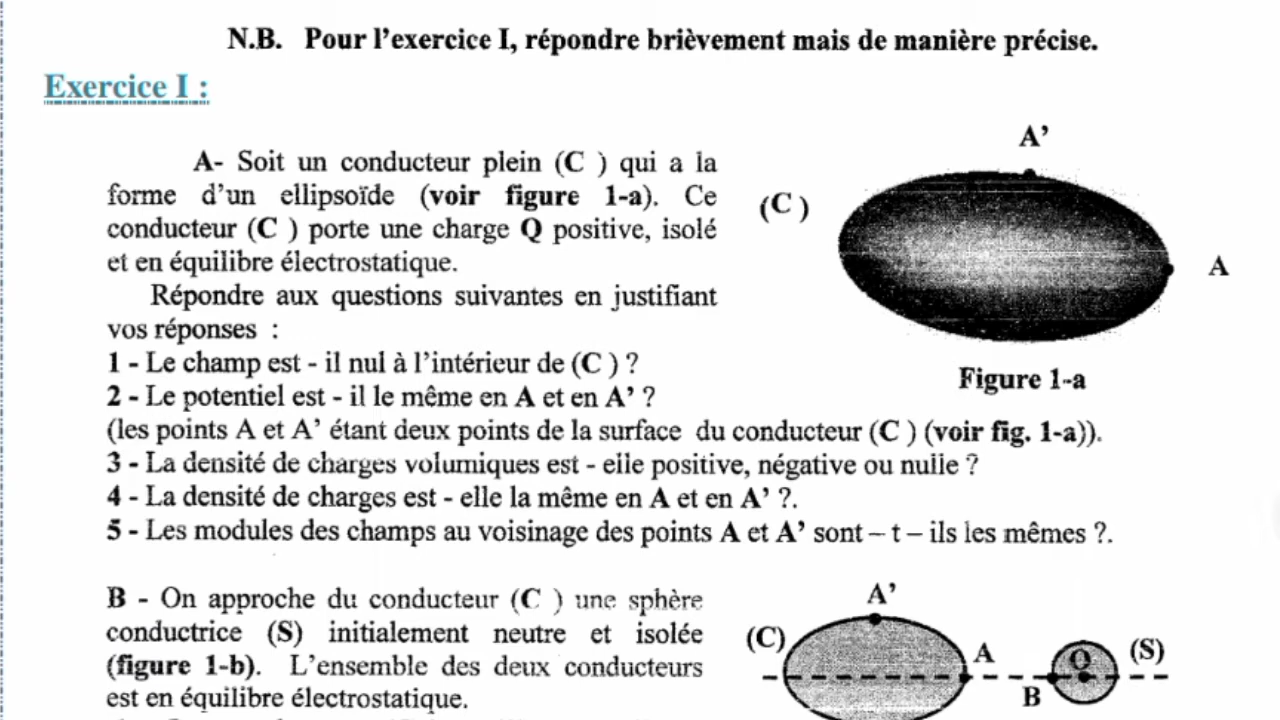 N.B. Pour l'exercice I, répondre brièvement mais de manière précise.
Exercice I :
A'
A- Soit un conducteur plein (C ) qui a la
forme d'un ellipsoïde (voir figure 1-a). Ce
(C )
conducteur (C ) porte une charge Q positive, isolé
et en équilibre électrostatique.
A
Répondre aux questions suivantes en justifiant
vos réponses :
1 - Le champ est - il nul à l'intérieur de (C ) ?
Figure 1-a
2 - Le potentiel est - il le même en A et en A' ?
(les points A et A' étant deux points de la surface du conducteur (C ) (voir fig. 1-a)).
3 - La densité de charges volumiques est - elle positive, négative ou nulle ?
4 - La densité de charges est - elle la même en A et en A' ?.
5 - Les modules des champs au voisinage des points A et A' sont – t – ils les mêmes ?.
B - On approche du conducteur (C ) une sphère
A'
conductrice (S) initialement neutre et isolée
(C)
A
O
(S)
(figure 1-b). L'ensemble des deux conducteurs
B
est en équilibre électrostatique.